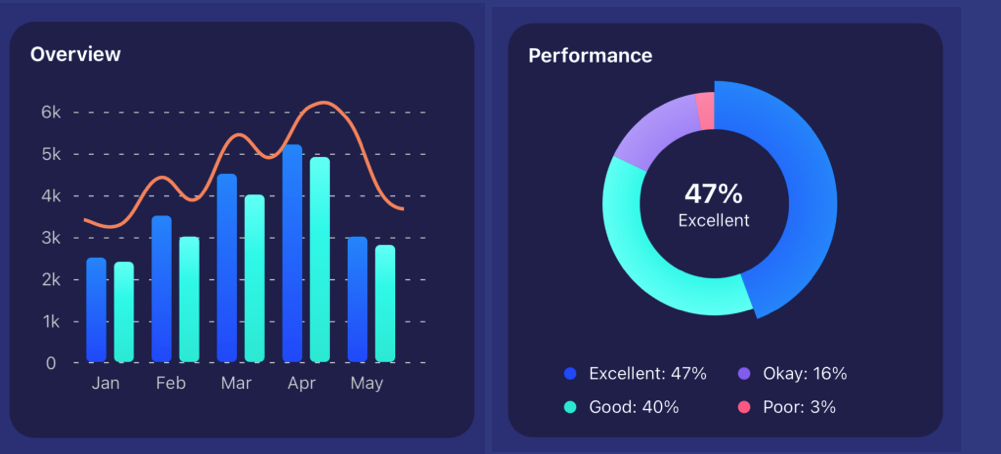 Overview
6k
5k
4k
3k
2k
1k
0
Jan Feb Mar Apr May
Performance
47%
Excellent
Excellent: 47% Okay: 16%
Good: 40% Poor: 3%